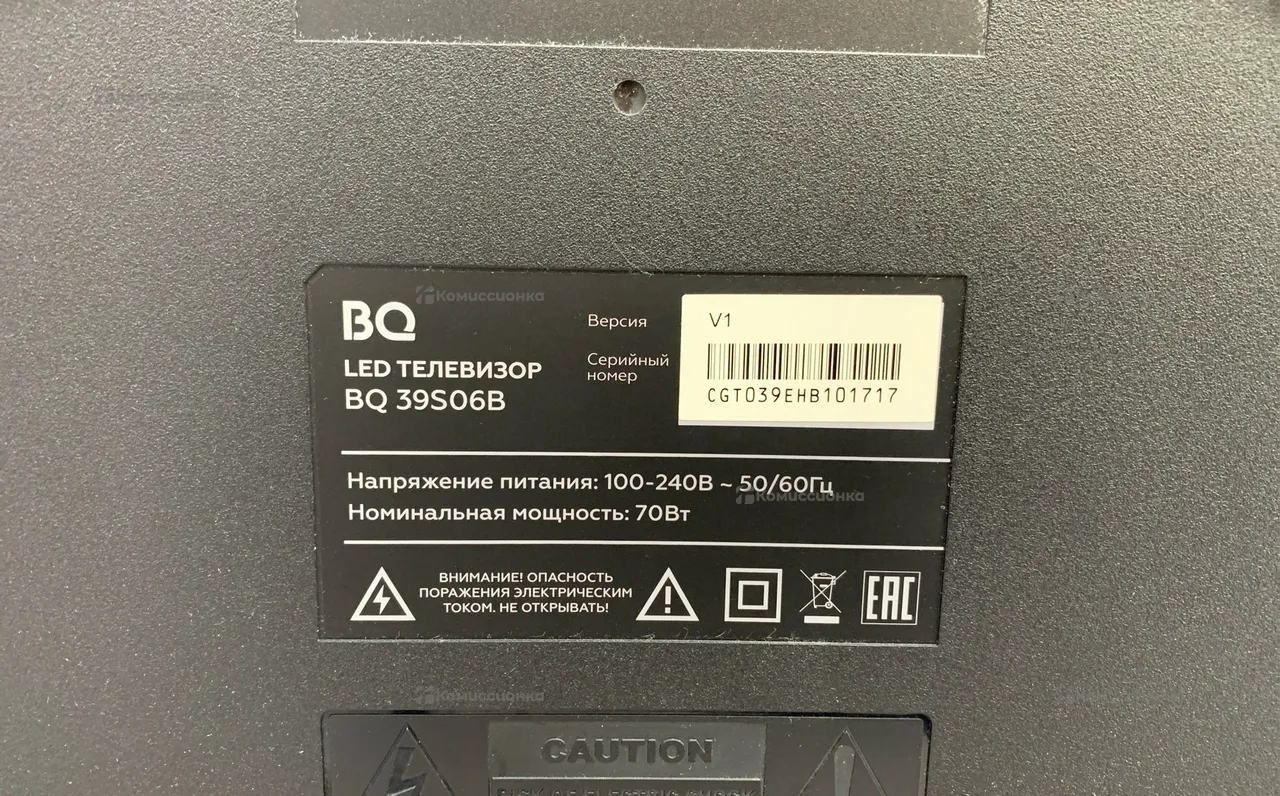 Комиссионка
BQ
LED ТЕЛЕВИЗОР
BQ 39S06B
Версия
V1
Серийный
номер
CGT039EHB101717
Напряжение питания: 100-240В ~ 50/60Гц
Комиссионка
Номинальная мощность: 70Вт
ВНИМАНИЕ! ОПАСНОСТЬ
ПОРАЖЕНИЯ ЭЛЕКТРИЧЕСКИМ
ТОКОМ. НЕ ОТКРЫВАТЬ!
EAC
Комиссионка
CAUTION